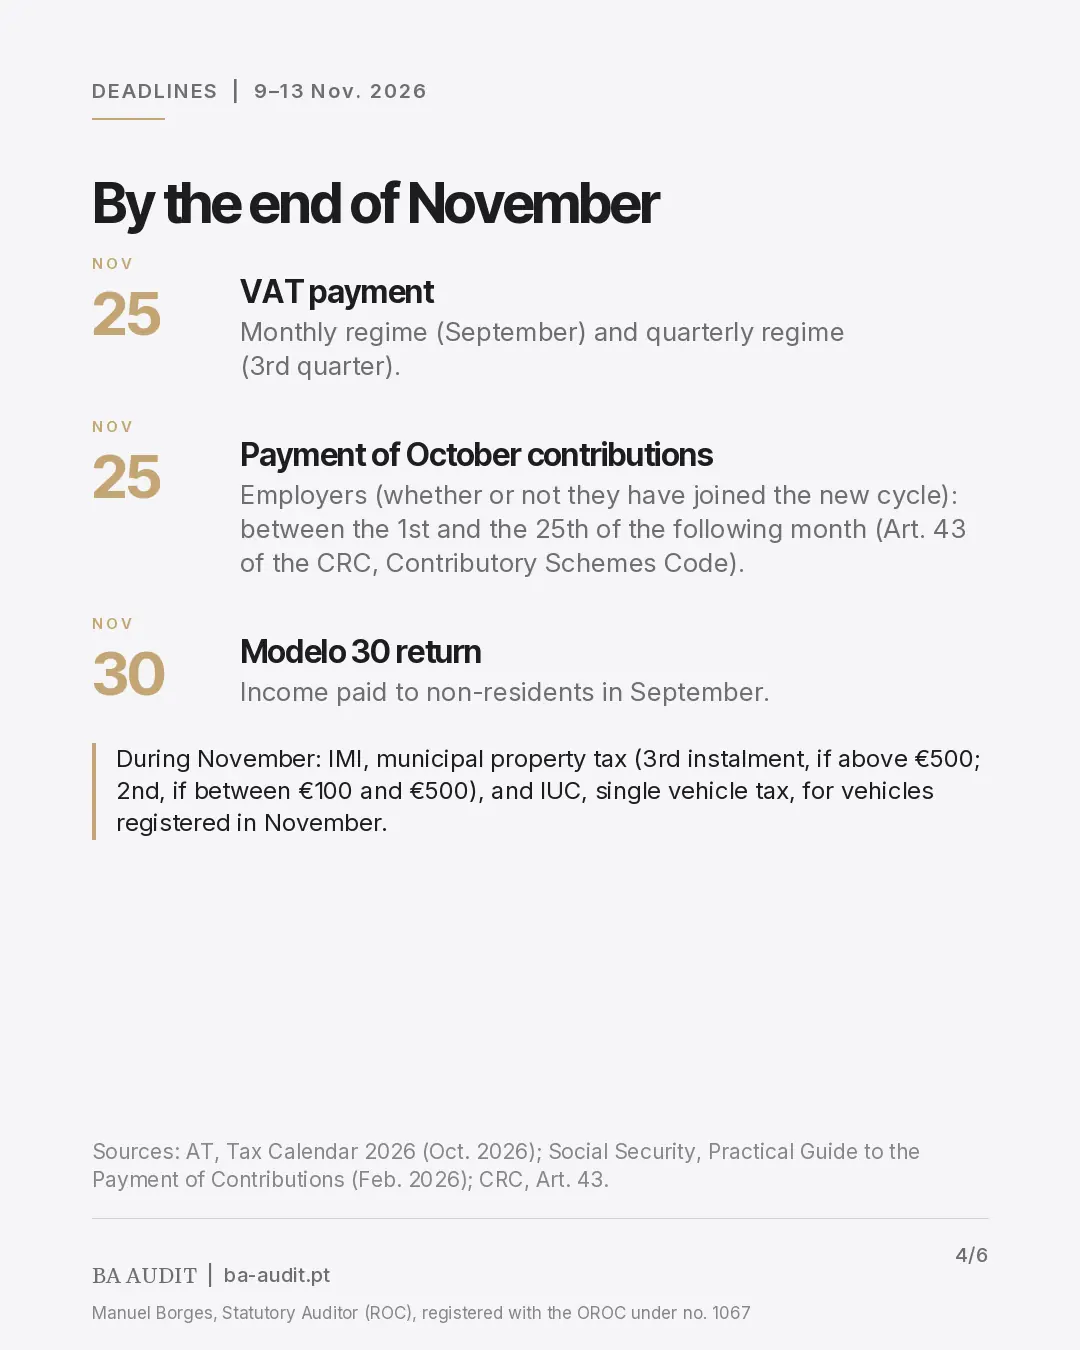 DEADLINES | 9–13 Nov. 2026
By the end of November
NOV
25
VAT payment
Monthly regime (September) and quarterly regime
(3rd quarter).
NOV
25
Payment of October contributions
Employers (whether or not they have joined the new cycle):
between the 1st and the 25th of the following month (Art. 43
of the CRC, Contributory Schemes Code).
NOV
30
Modelo 30 return
Income paid to non-residents in September.
During November: IMI, municipal property tax (3rd instalment, if above €500;
2nd, if between €100 and €500), and IUC, single vehicle tax, for vehicles
registered in November.
Sources: AT, Tax Calendar 2026 (Oct. 2026); Social Security, Practical Guide to the
Payment of Contributions (Feb. 2026); CRC, Art. 43.
4/6
BA AUDIT | ba-audit.pt
Manuel Borges, Statutory Auditor (ROC), registered with the OROC under no. 1067